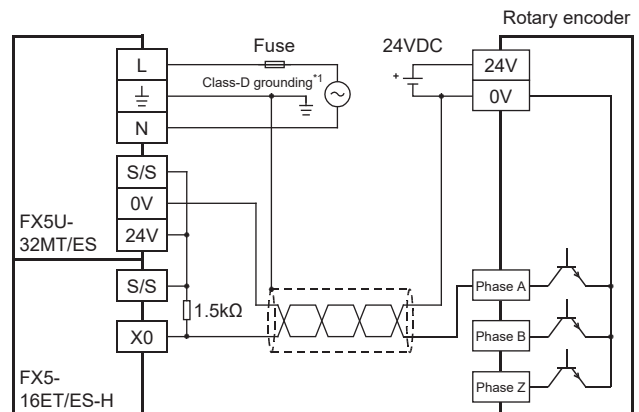 Rotary encoder
L
Fuse
24VDC
24V
Class-D grounding*1
+
0V
N
S/S
0V
24V
FX5U-
32MT/ES
S/S
1.5kΩ
X0
FX5-
16ET/ES-H
Phase A
Phase B
Phase Z